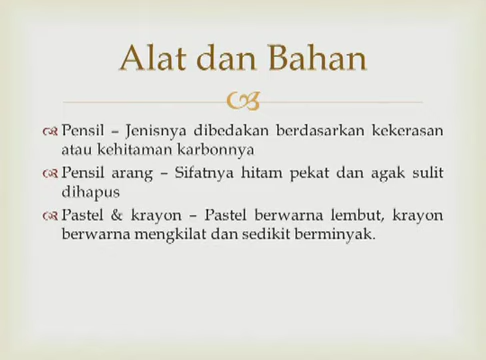 Alat dan Bahan
Pensil – Jenisnya dibedakan berdasarkan kekerasan
atau kehitaman karbonnya
Pensil arang – Sifatnya hitam pekat dan agak sulit
dihapus
Pastel & krayon – Pastel berwarna lembut, krayon
berwarna mengkilat dan sedikit berminyak.